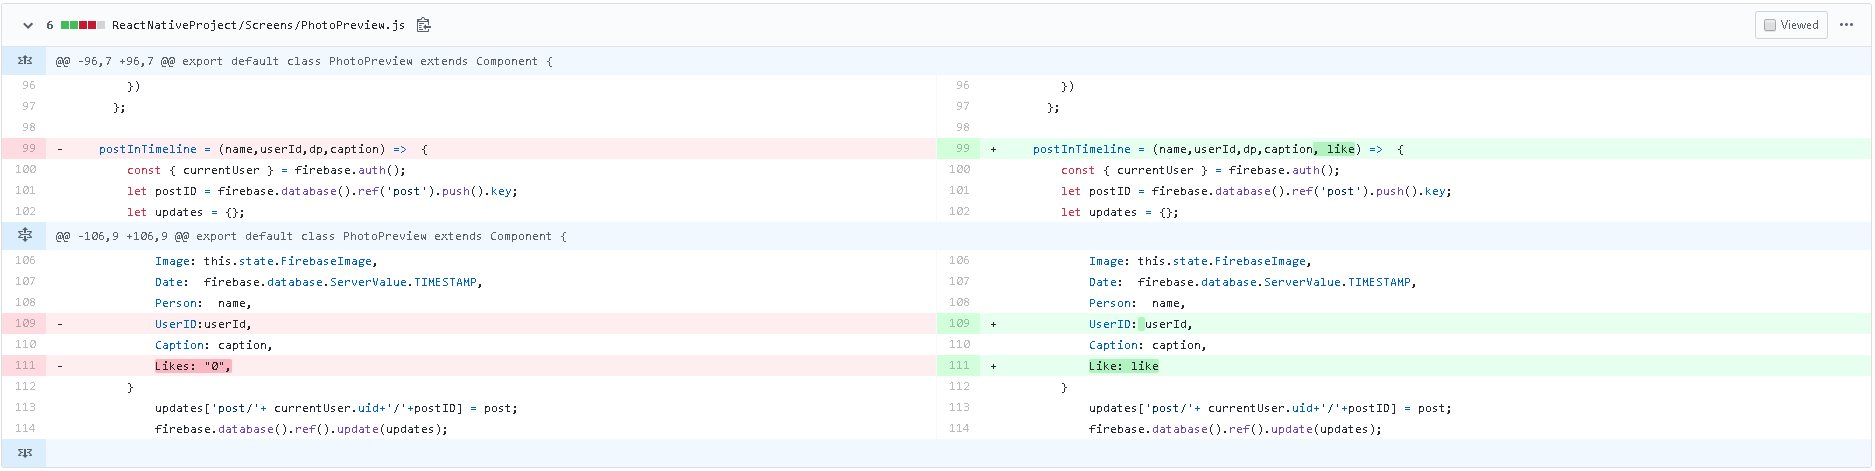 6 ReactNativeProject/Screens/PhotoPreview.js Viewed
@@ -96,7 +96,7 @@ export default class PhotoPreview extends Component {
96 })
97 };
98
99 - postInTimeline = (name,userId,dp,caption) => {
100 const { currentUser } = firebase.auth();
101 let postID = firebase.database().ref('post').push().key;
102 let updates = {};
96 })
97 };
98
99 + postInTimeline = (name,userId,dp,caption, like) => {
100 const { currentUser } = firebase.auth();
101 let postID = firebase.database().ref('post').push().key;
102 let updates = {};
@@ -106,9 +106,9 @@ export default class PhotoPreview extends Component {
106 Image: this.state.FirebaseImage,
107 Date:  firebase.database.ServerValue.TIMESTAMP,
108 Person:  name,
109 - UserID:userId,
110 Caption: caption,
111 - Likes: "0",
112 }
113 updates['post/'+ currentUser.uid+'/'+postID] = post;
114 firebase.database().ref().update(updates);
106 Image: this.state.FirebaseImage,
107 Date:  firebase.database.ServerValue.TIMESTAMP,
108 Person:  name,
109 + UserID: userId,
110 Caption: caption,
111 + Like: like
112 }
113 updates['post/'+ currentUser.uid+'/'+postID] = post;
114 firebase.database().ref().update(updates);